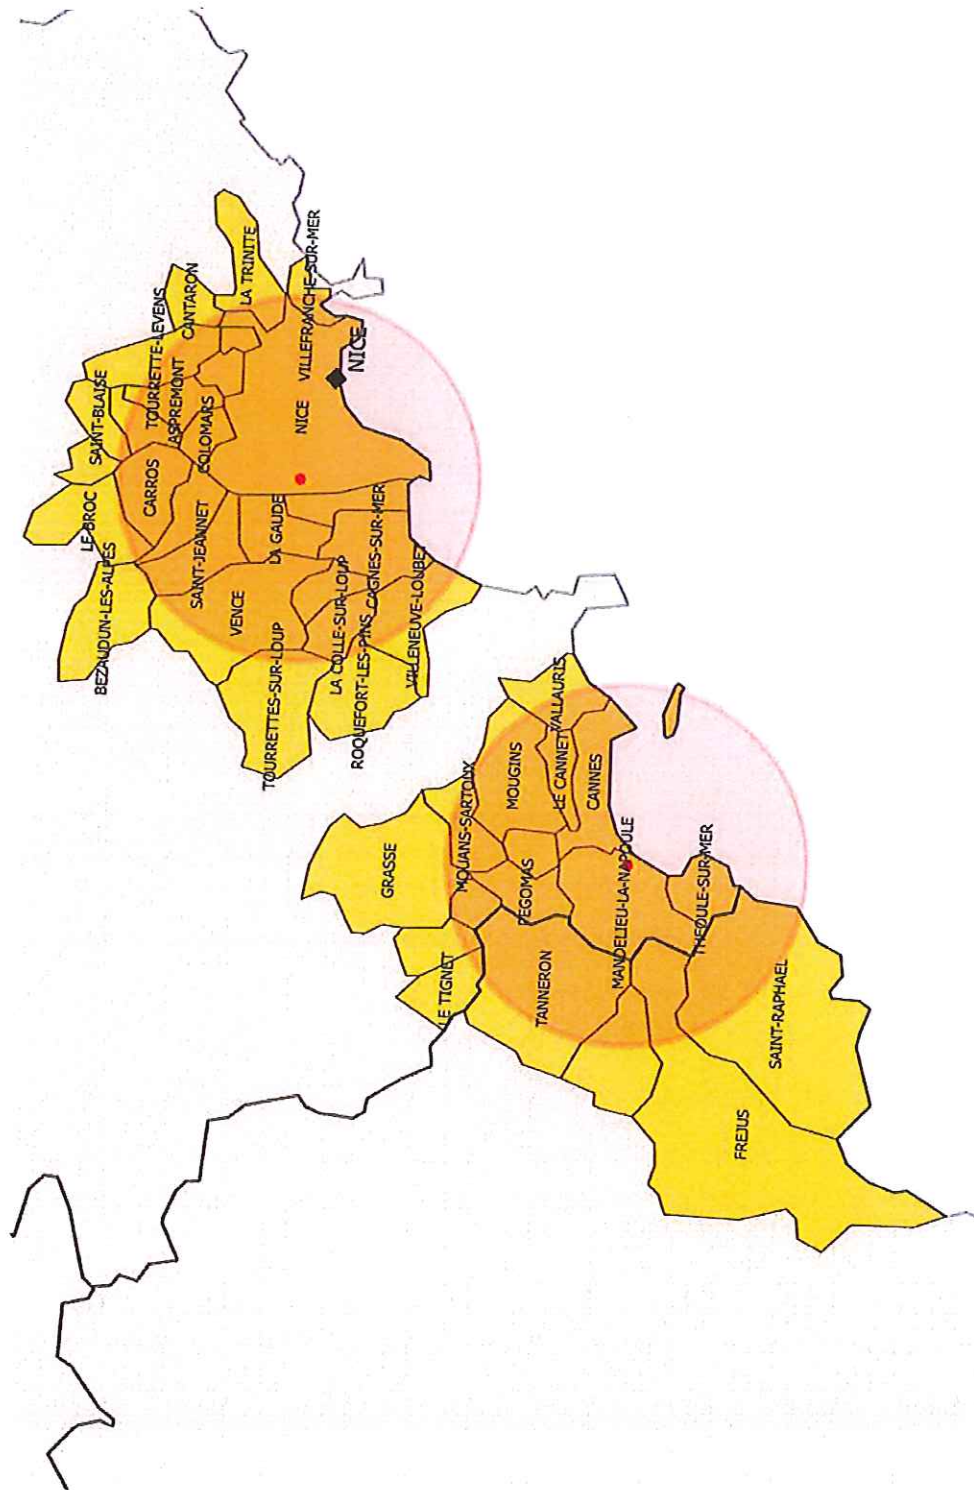 SAINT-BLAISE
TOURRETTE-LEVENS
CANTARON
LA TRINITE
ASPREMONT
COLOMARS
VILLEFRANCHE-SUR-MER
NICE
NICE
LE BROC
CARROS
BEZAUDUN-LES-ALPES
SAINT-JEANNET
LA GAUDE
VENCE
CAGNES-SUR-MER
LA COLLE-SUR-LOUP
VILLENEUVE-LOUBET
TOURRETTES-SUR-LOUP
ROQUEFORT-LES-PINS
VALLAURIS
LE CANNET
MOUGINS
CANNES
MOUANS-SARTOUX
GRASSE
PEGOMAS
MANDELIEU-LA-NAPOULE
THEOULE-SUR-MER
LE TIGNET
TANNERON
SAINT-RAPHAEL
FREJUS